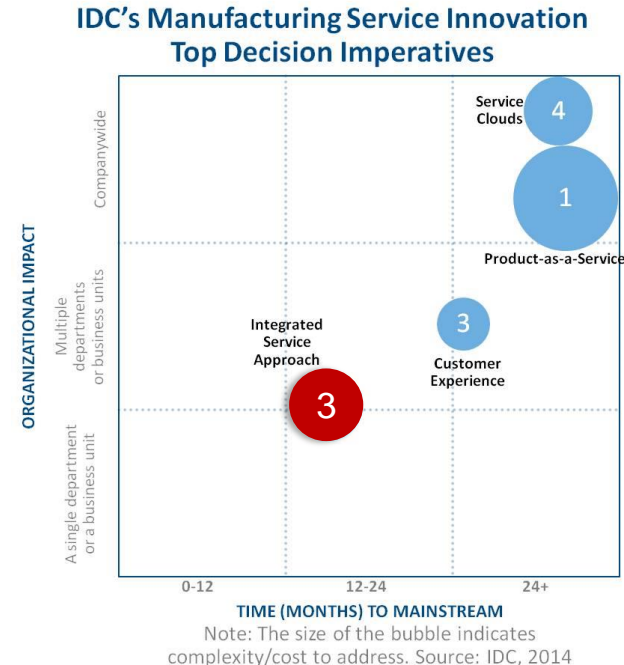 IDC's Manufacturing Service Innovation
Top Decision Imperatives
ORGANIZATIONAL IMPACT
Companywide
Multiple
departments
or business units
A single department
or a business unit
Service
Clouds
4
1
Product-as-a-Service
3
Customer
Experience
Integrated
Service
Approach
3
0-12
12-24
24+
TIME (MONTHS) TO MAINSTREAM
Note: The size of the bubble indicates
complexity/cost to address. Source: IDC, 2014